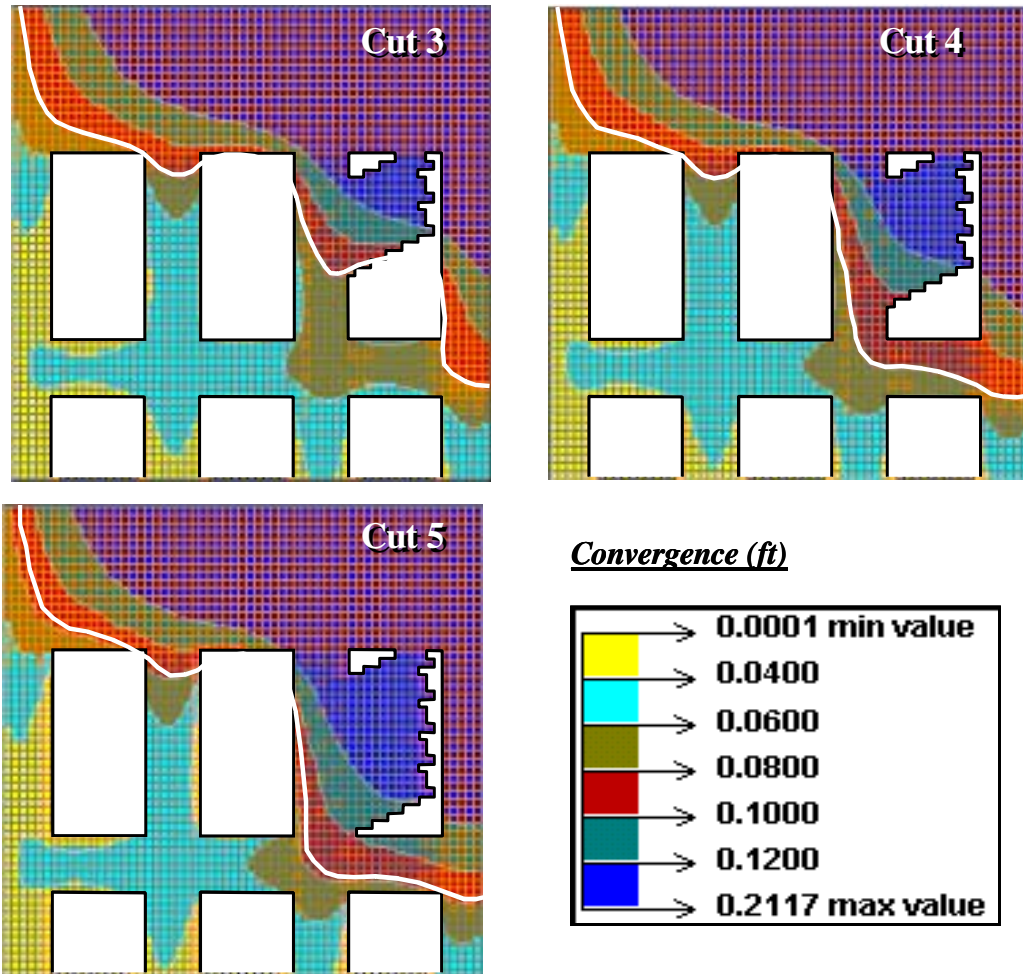 Cut 3
Cut 4
Cut 5
Convergence (ft)
0.0001 min value
0.0400
0.0600
0.0800
0.1000
0.1200
0.2117 max value